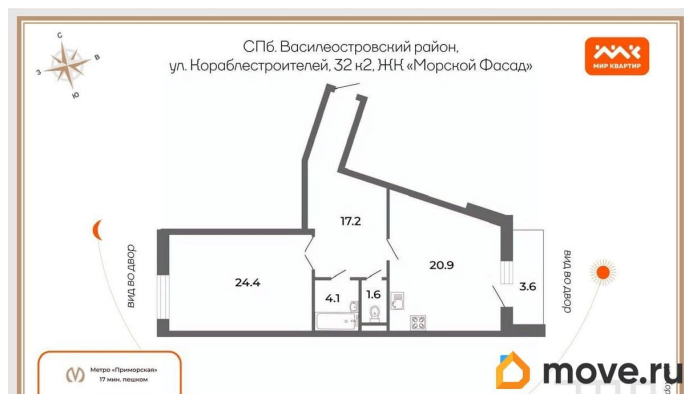 СПб. Василеостровский район,
ул. Кораблестроителей, 32 к2, ЖК «Морской Фасад»
МИР КВАРТИР
С
В
З
Ю
17.2
24.4
20.9
4.1
1.6
3.6
вид во двор
вид во двор
Метро «Приморская»
17 мин. пешком
move.ru